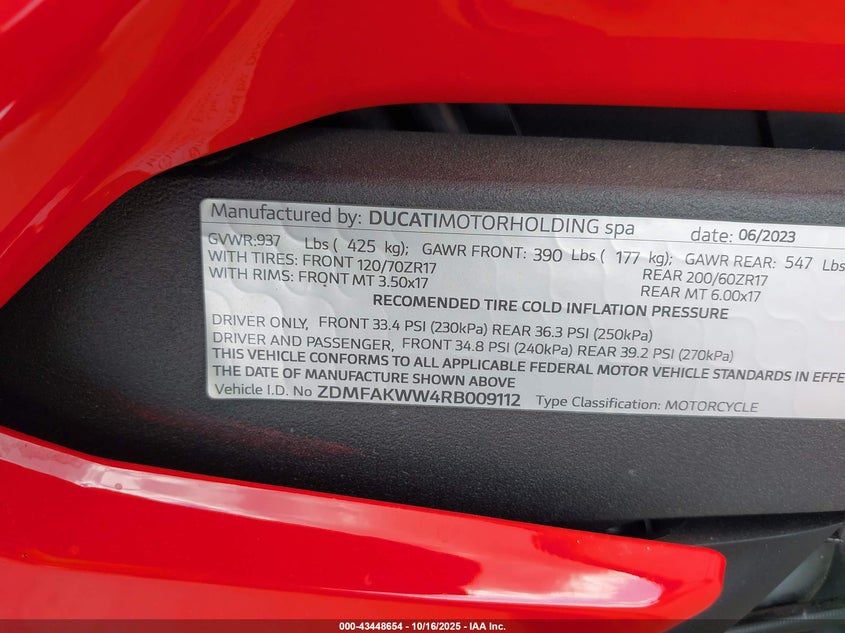 Manufactured by: DUCATIMOTORHOLDING spa date: 06/2023
GVWR:937 Lbs ( 425 kg); GAWR FRONT: 390 Lbs ( 177 kg); GAWR REAR: 547 Lbs
WITH TIRES: FRONT 120/70ZR17 REAR 200/60ZR17
WITH RIMS: FRONT MT 3.50x17 REAR MT 6.00x17
RECOMENDED TIRE COLD INFLATION PRESSURE
DRIVER ONLY, FRONT 33.4 PSI (230kPa) REAR 36.3 PSI (250kPa)
DRIVER AND PASSENGER, FRONT 34.8 PSI (240kPa) REAR 39.2 PSI (270kPa)
THIS VEHICLE CONFORMS TO ALL APPLICABLE FEDERAL MOTOR VEHICLE STANDARDS IN EFFE
THE DATE OF MANUFACTURE SHOWN ABOVE
Vehicle I.D. No ZDMFAKWW4RB009112 Type Classification: MOTORCYCLE
000-43448654 - 10/16/2025 - IAA Inc.